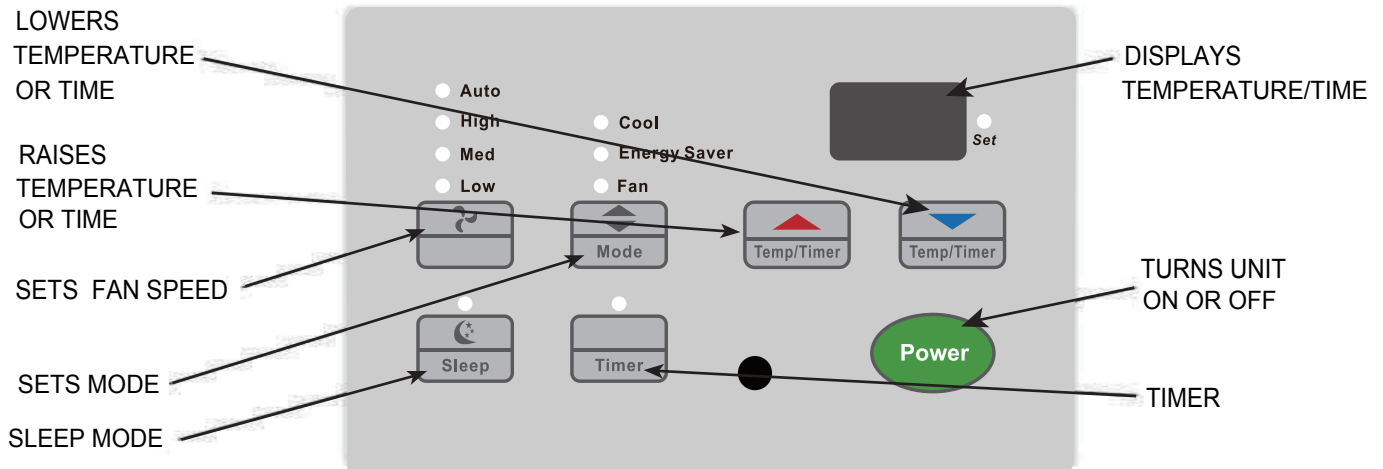 LOWERS
TEMPERATURE
OR TIME
RAISES
TEMPERATURE
OR TIME
SETS FAN SPEED
SETS MODE
SLEEP MODE
Auto
High
Med
Low
Cool
Energy Saver
Fan
Set
Mode
Temp/Timer
Temp/Timer
Sleep
Timer
Power
DISPLAYS
TEMPERATURE/TIME
TURNS UNIT
ON OR OFF
TIMER